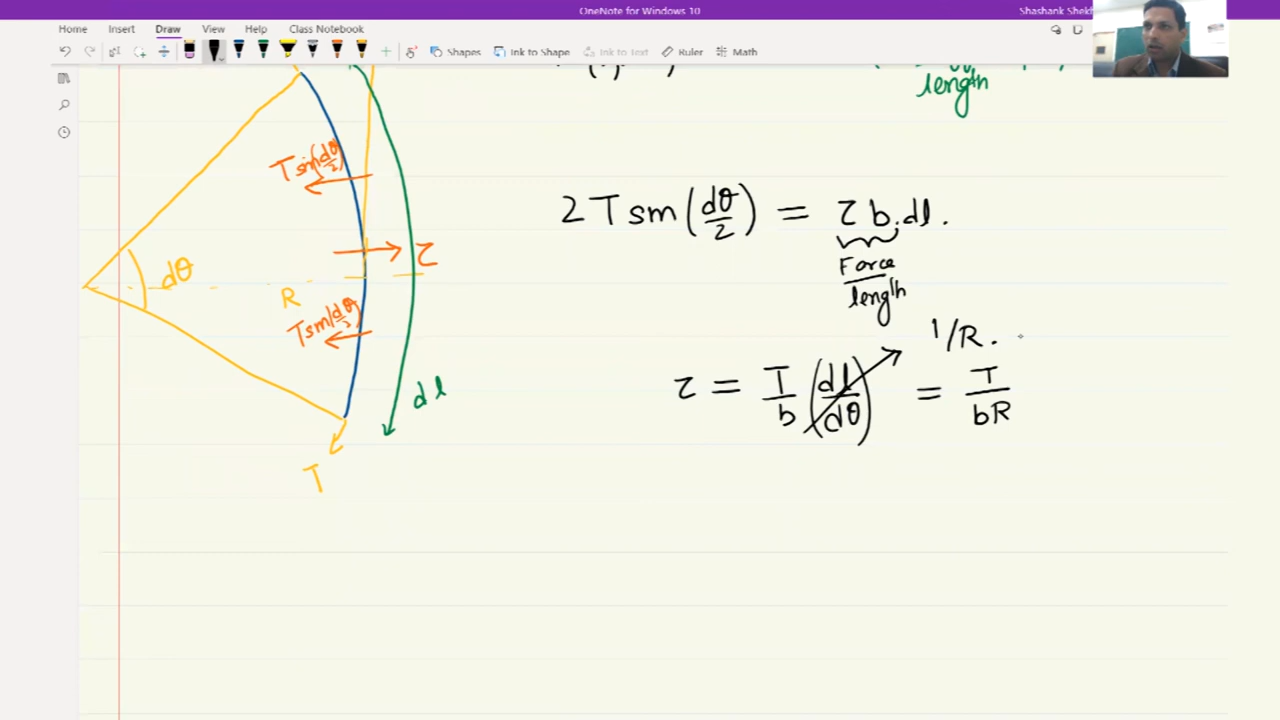 OneNote for Windows 10
Shashank Shekh
Home Insert Draw View Help Class Notebook
Shapes Ink to Shape Ink to Text Ruler Math
length
T sin(dθ/2)
2 T sin (dθ/2) = τ b. dl.
Force
length
τ
dθ
R
T sin(dθ/2)
1/R.
τ = T/b (dl/dθ) = T/bR
dl
T